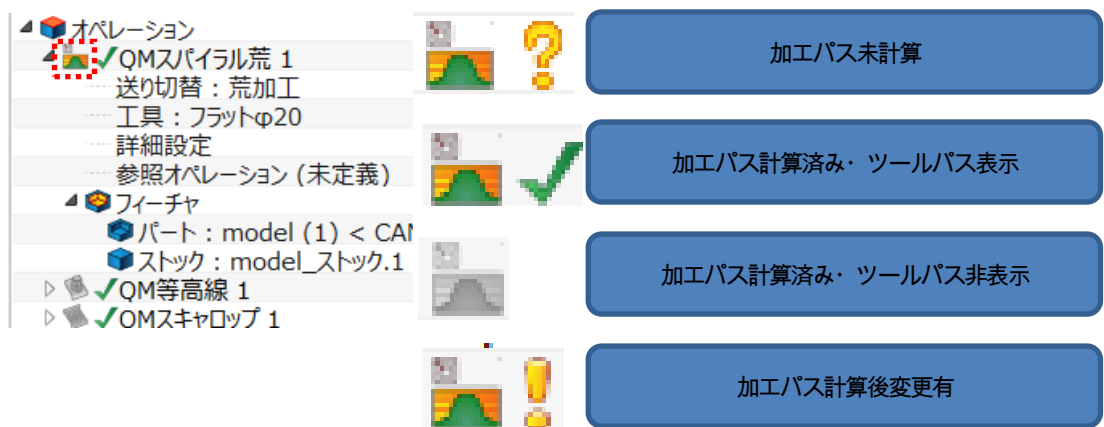 オペレーション
QMスパイラル荒 1
送り切替：荒加工
工具：フラットφ20
詳細設定
参照オペレーション (未定義)
フィーチャ
パート：model (1) < CAM
ストック：model_ストック.1
QM等高線 1
QMスキャロップ 1
加工パス未計算
加工パス計算済み・ ツールパス表示
加工パス計算済み・ ツールパス非表示
加工パス計算後変更有